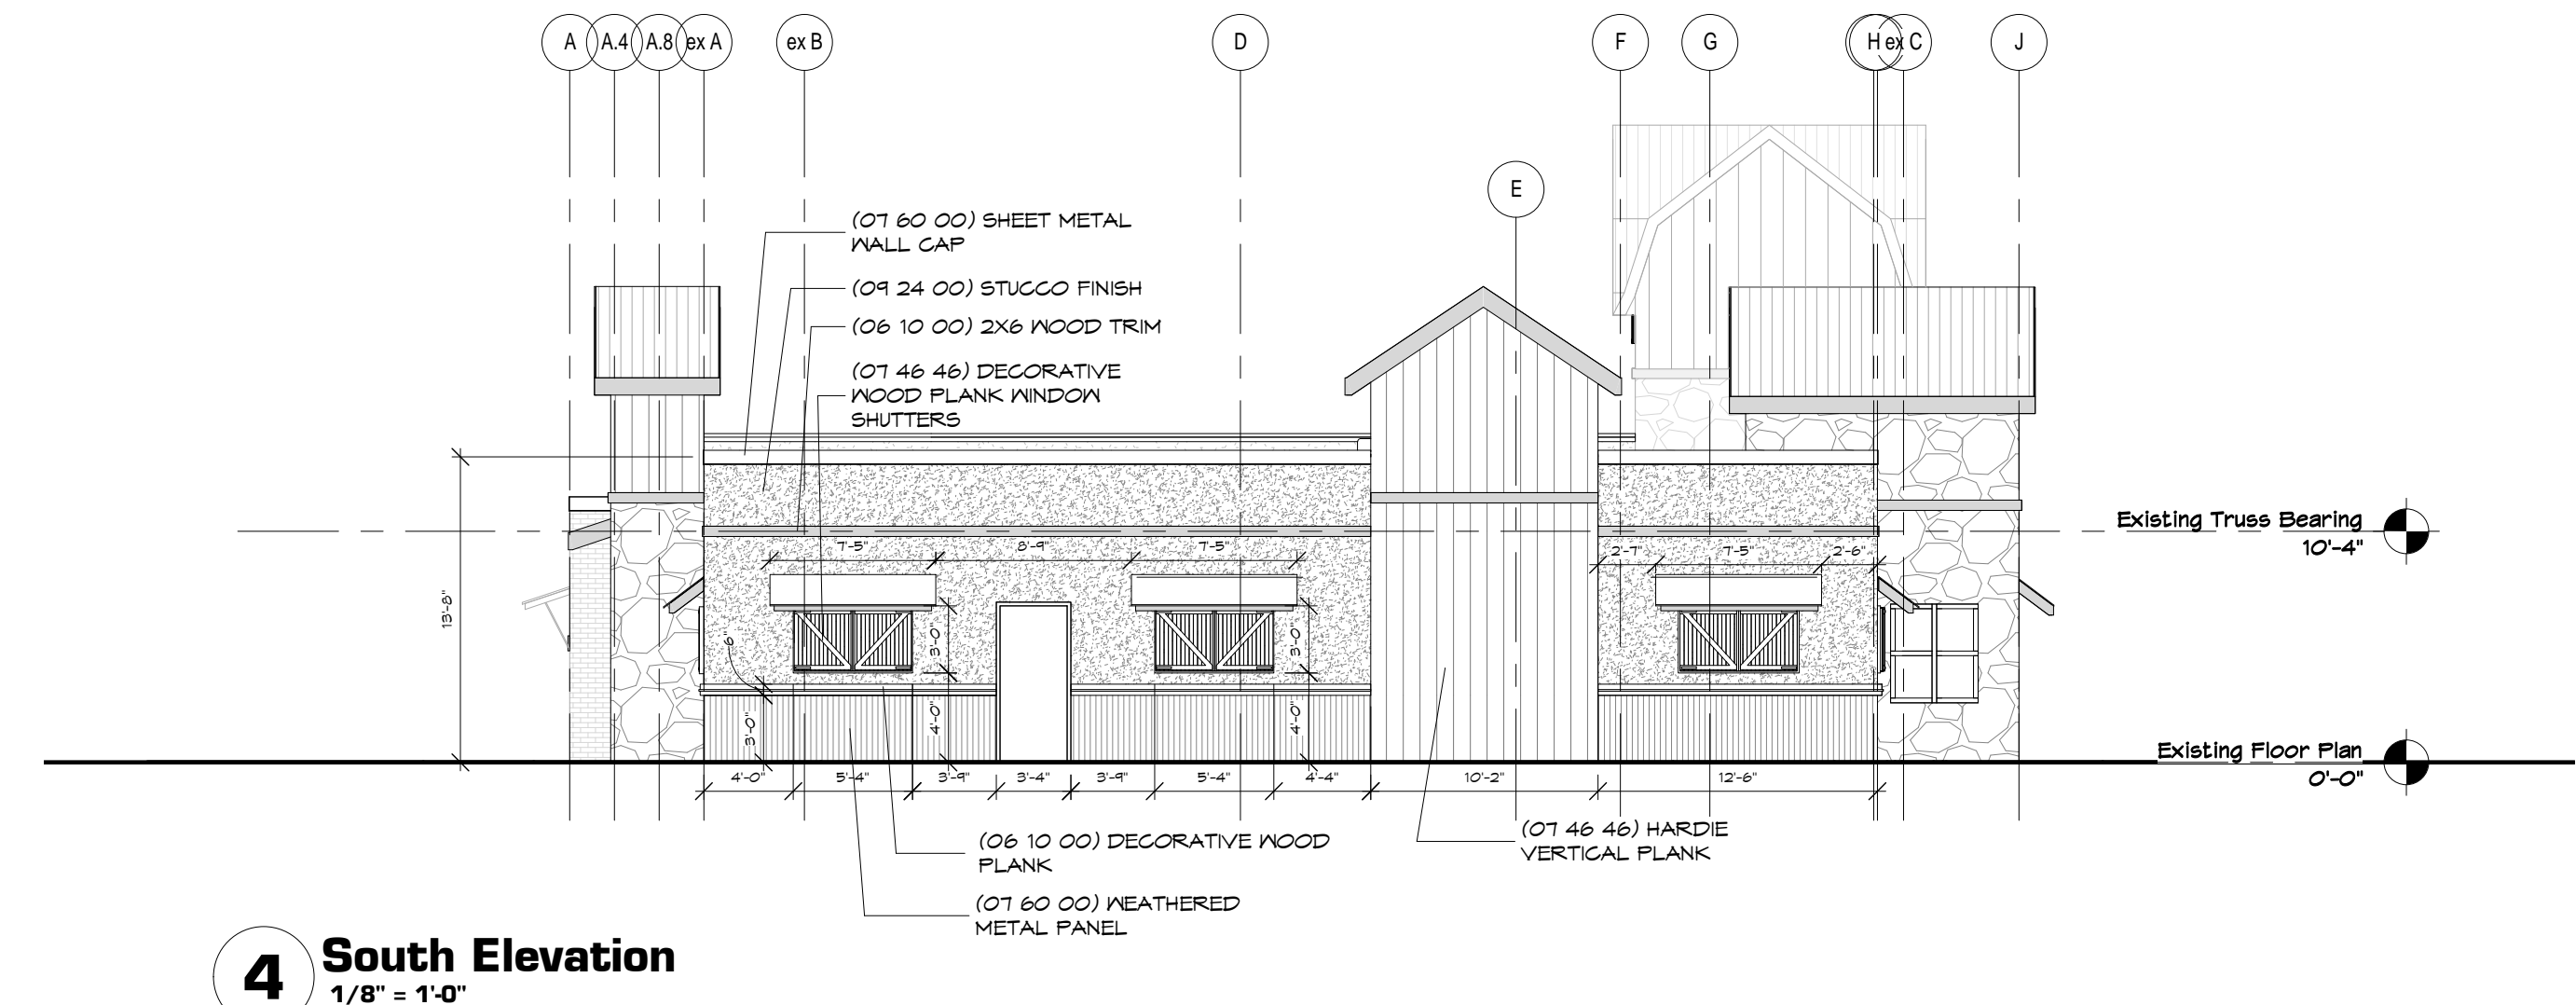 A A.4 A.8 ex A ex B D F G H ex C J
E
(07 60 00) SHEET METAL
WALL CAP
(09 24 00) STUCCO FINISH
(06 10 00) 2X6 WOOD TRIM
(07 46 46) DECORATIVE
WOOD PLANK WINDOW
SHUTTERS
Existing Truss Bearing
10'-4"
7'-5" 8'-9" 7'-5" 2'-7" 7'-5" 2'-6"
13'-8"
6"
3'-0"
3'-0"
3'-0"
4'-0"
4'-0"
Existing Floor Plan
0'-0"
4'-0" 5'-4" 3'-9" 3'-4" 3'-9" 5'-4" 4'-4" 10'-2" 12'-6"
(06 10 00) DECORATIVE WOOD
PLANK
(07 46 46) HARDIE
VERTICAL PLANK
(07 60 00) WEATHERED
METAL PANEL
4 South Elevation
1/8" = 1'-0"